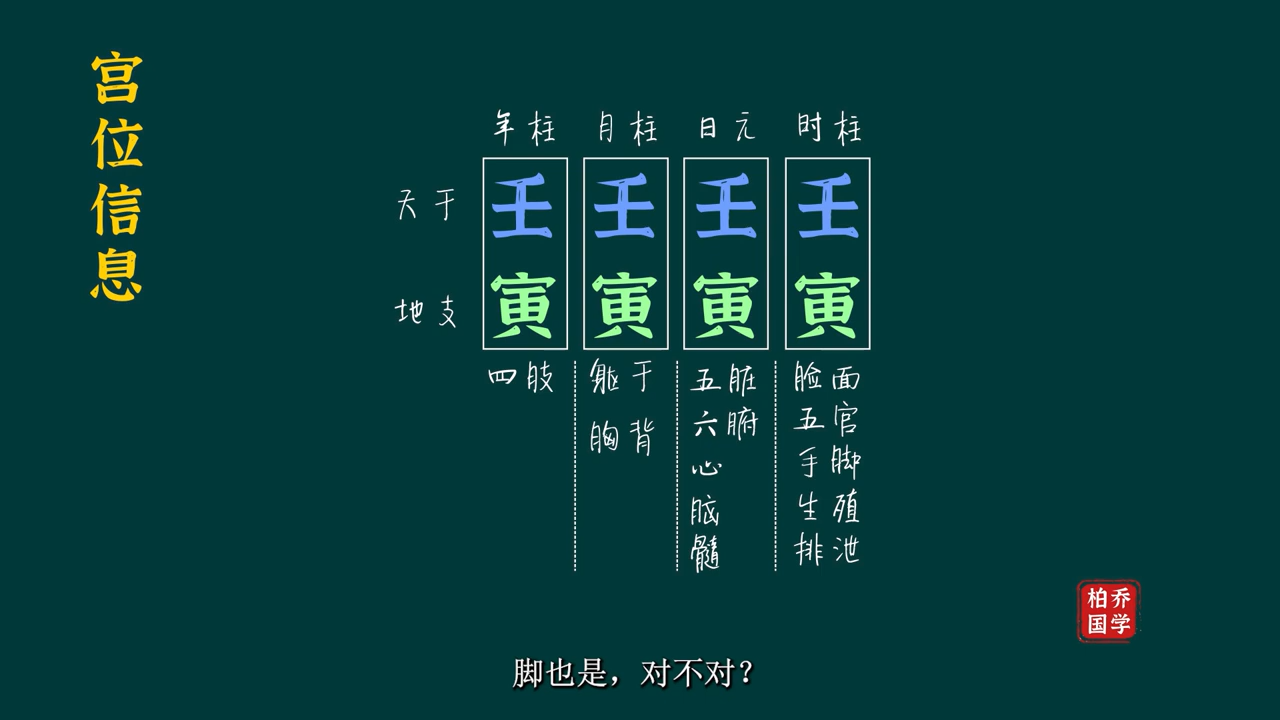 宫位信息
年柱 月柱 日元 时柱
天干 壬 壬 壬 壬
地支 寅 寅 寅 寅
四肢 躯干 五脏 脸面
胸背 六腑 五官
心 手脚
脑 生殖
髓 排泄
柏乔
国学
脚也是，对不对？